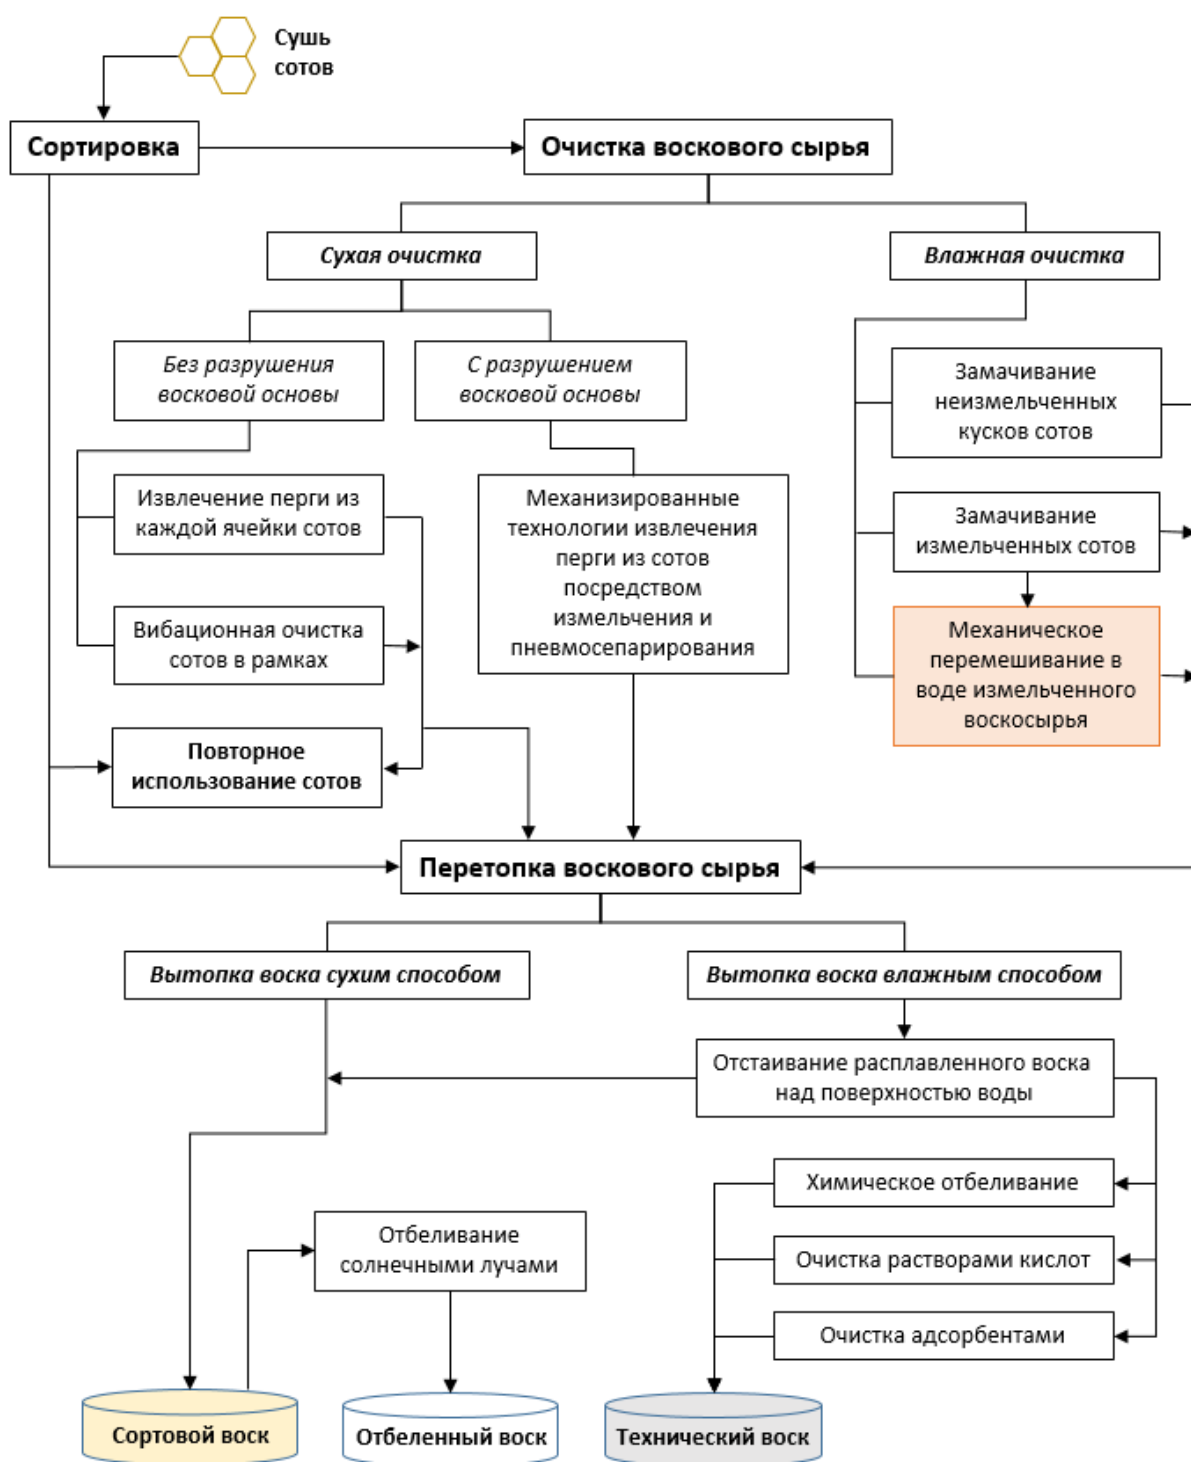 Сушь
сотов
Сортировка
Очистка воскового сырья
Сухая очистка
Влажная очистка
Без разрушения
восковой основы
С разрушением
восковой основы
Замачивание
неизмельченных
кусков сотов
Извлечение перги из
каждой ячейки сотов
Механизированные
технологии извлечения
перги из сотов
посредством
измельчения и
пневмосепарирования
Замачивание
измельченных сотов
Вибационная очистка
сотов в рамках
Механическое
перемешивание в
воде измельченного
воскосырья
Повторное
использование сотов
Перетопка воскового сырья
Вытопка воска сухим способом
Вытопка воска влажным способом
Отстаивание расплавленного воска
над поверхностью воды
Химическое отбеливание
Отбеливание
солнечными лучами
Очистка растворами кислот
Очистка адсорбентами
Сортовой воск
Отбеленный воск
Технический воск